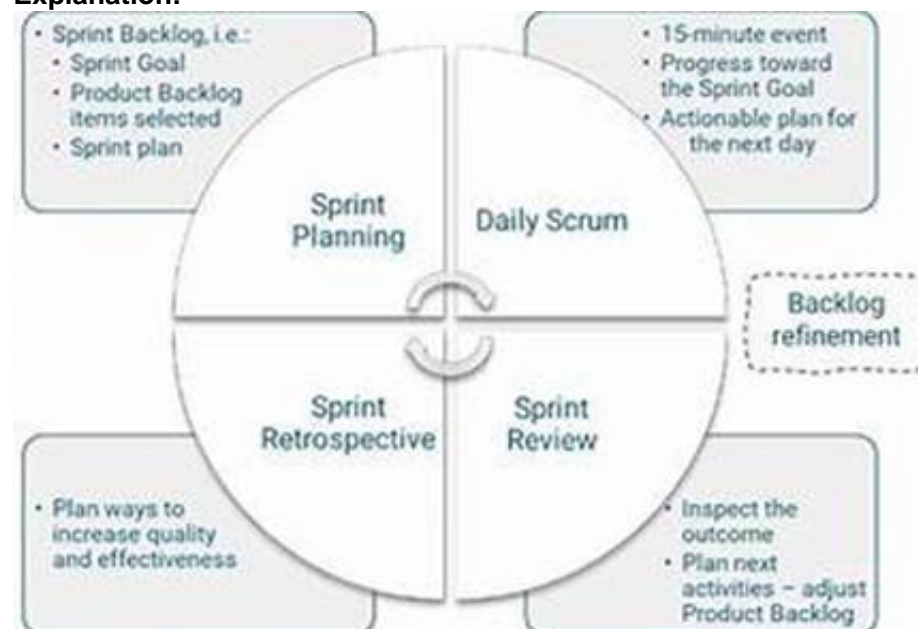 Explanation:
• Sprint Backlog, i.e.:
• Sprint Goal
• Product Backlog
items selected
• Sprint plan
• 15-minute event
• Progress toward
the Sprint Goal
• Actionable plan for
the next day
Sprint
Planning
Daily Scrum
Backlog
refinement
Sprint
Retrospective
Sprint
Review
• Plan ways to
increase quality
and effectiveness
• Inspect the
outcome
• Plan next
activities – adjust
Product Backlog